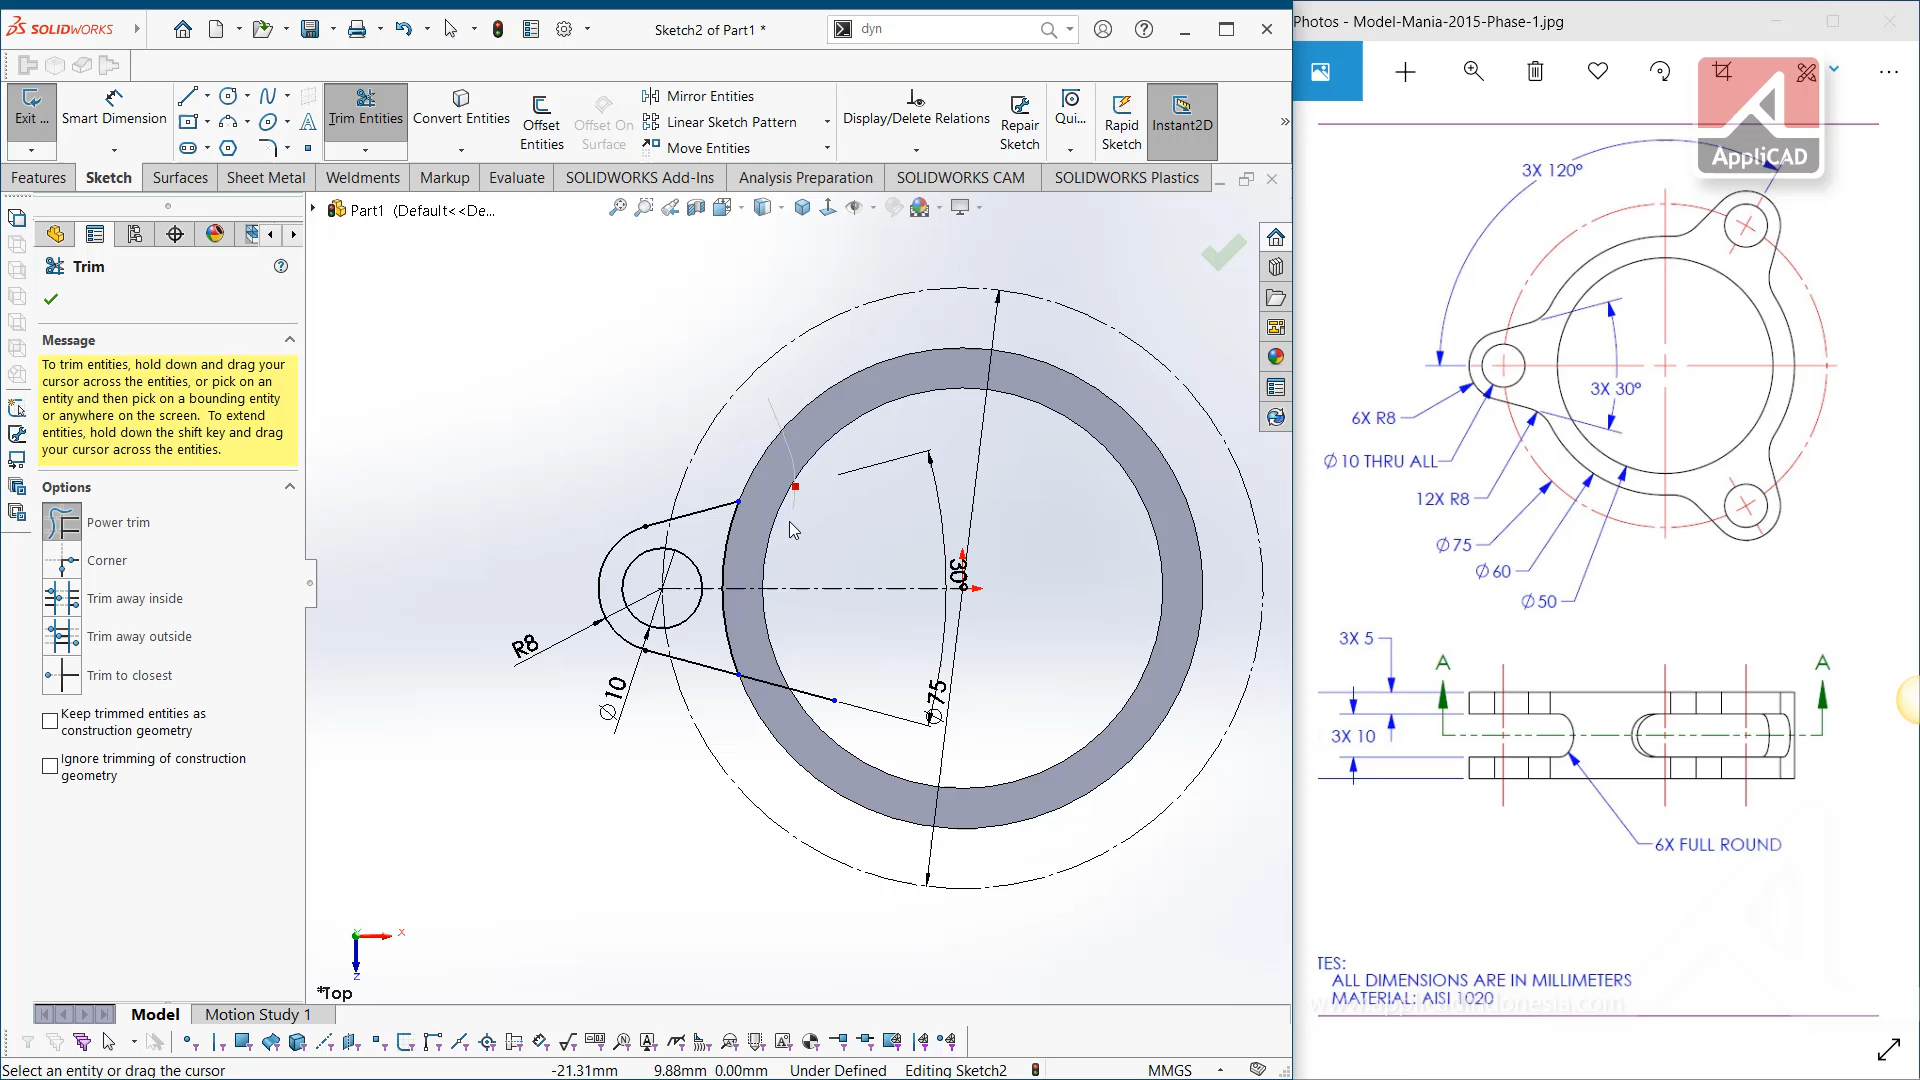 SOLIDWORKS
Sketch2 of Part1 *
dyn
Photos - Model-Mania-2015-Phase-1.jpg
Exit ...
Smart Dimension
Trim Entities
Convert Entities
Offset Entities
Offset On Surface
Mirror Entities
Linear Sketch Pattern
Move Entities
Display/Delete Relations
Repair Sketch
Qui...
Rapid Sketch
Instant2D
Features
Sketch
Surfaces
Sheet Metal
Weldments
Markup
Evaluate
SOLIDWORKS Add-Ins
Analysis Preparation
SOLIDWORKS CAM
SOLIDWORKS Plastics
Part1 (Default<<De...
Trim
Message
To trim entities, hold down and drag your
cursor across the entities, or pick on an
entity and then pick on a bounding entity
or anywhere on the screen. To extend
entities, hold down the shift key and drag
your cursor across the entities.
Options
Power trim
Corner
Trim away inside
Trim away outside
Trim to closest
Keep trimmed entities as
construction geometry
Ignore trimming of construction
geometry
R8
∅10
30°
∅75
X
Z
*Top
Model
Motion Study 1
Select an entity or drag the cursor
-21.31mm
9.88mm 0.00mm
Under Defined
Editing Sketch2
MMGS
AppliCAD
3X 120°
3X 30°
6X R8
∅10 THRU ALL
12X R8
∅75
∅60
∅50
3X 5
A
A
3X 10
6X FULL ROUND
TES:
ALL DIMENSIONS ARE IN MILLIMETERS
MATERIAL: AISI 1020